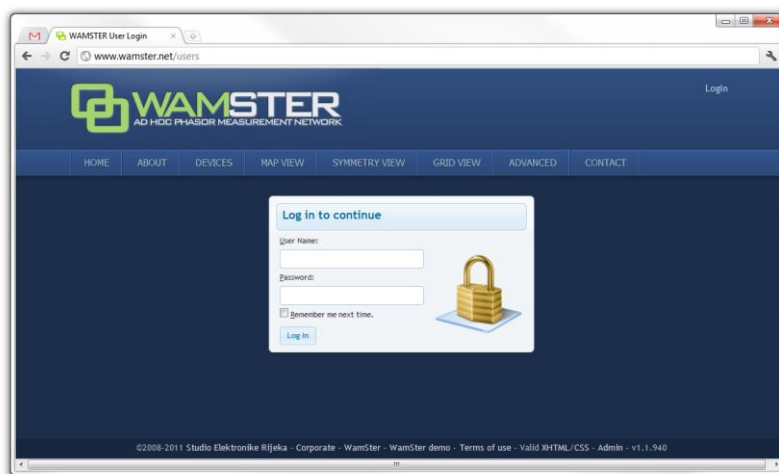 WAMSTER User Login
www.wamster.net/users
Login
WAMSTER
AD HOC PHASOR MEASUREMENT NETWORK
HOME ABOUT DEVICES MAP VIEW SYMMETRY VIEW GRID VIEW ADVANCED CONTACT
Log in to continue
User Name:
Password:
Remember me next time.
Log In
©2008-2011 Studio Elektronike Rijeka - Corporate - WamSter - WamSter demo - Terms of use - Valid XHTML/CSS - Admin - v1.1.940